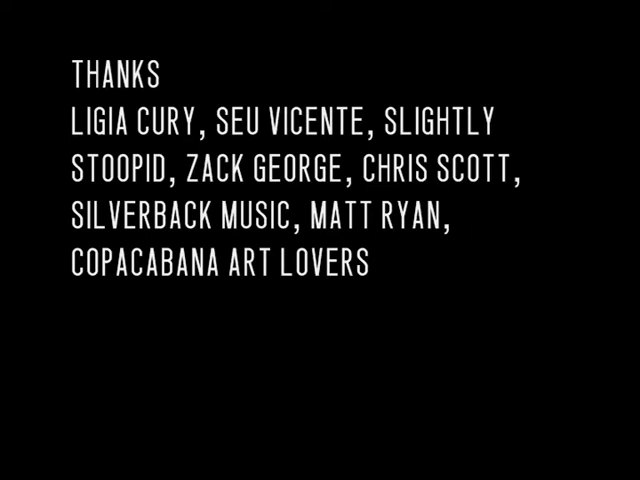 THANKS
LIGIA CURY, SEU VICENTE, SLIGHTLY
STOOPID, ZACK GEORGE, CHRIS SCOTT,
SILVERBACK MUSIC, MATT RYAN,
COPACABANA ART LOVERS